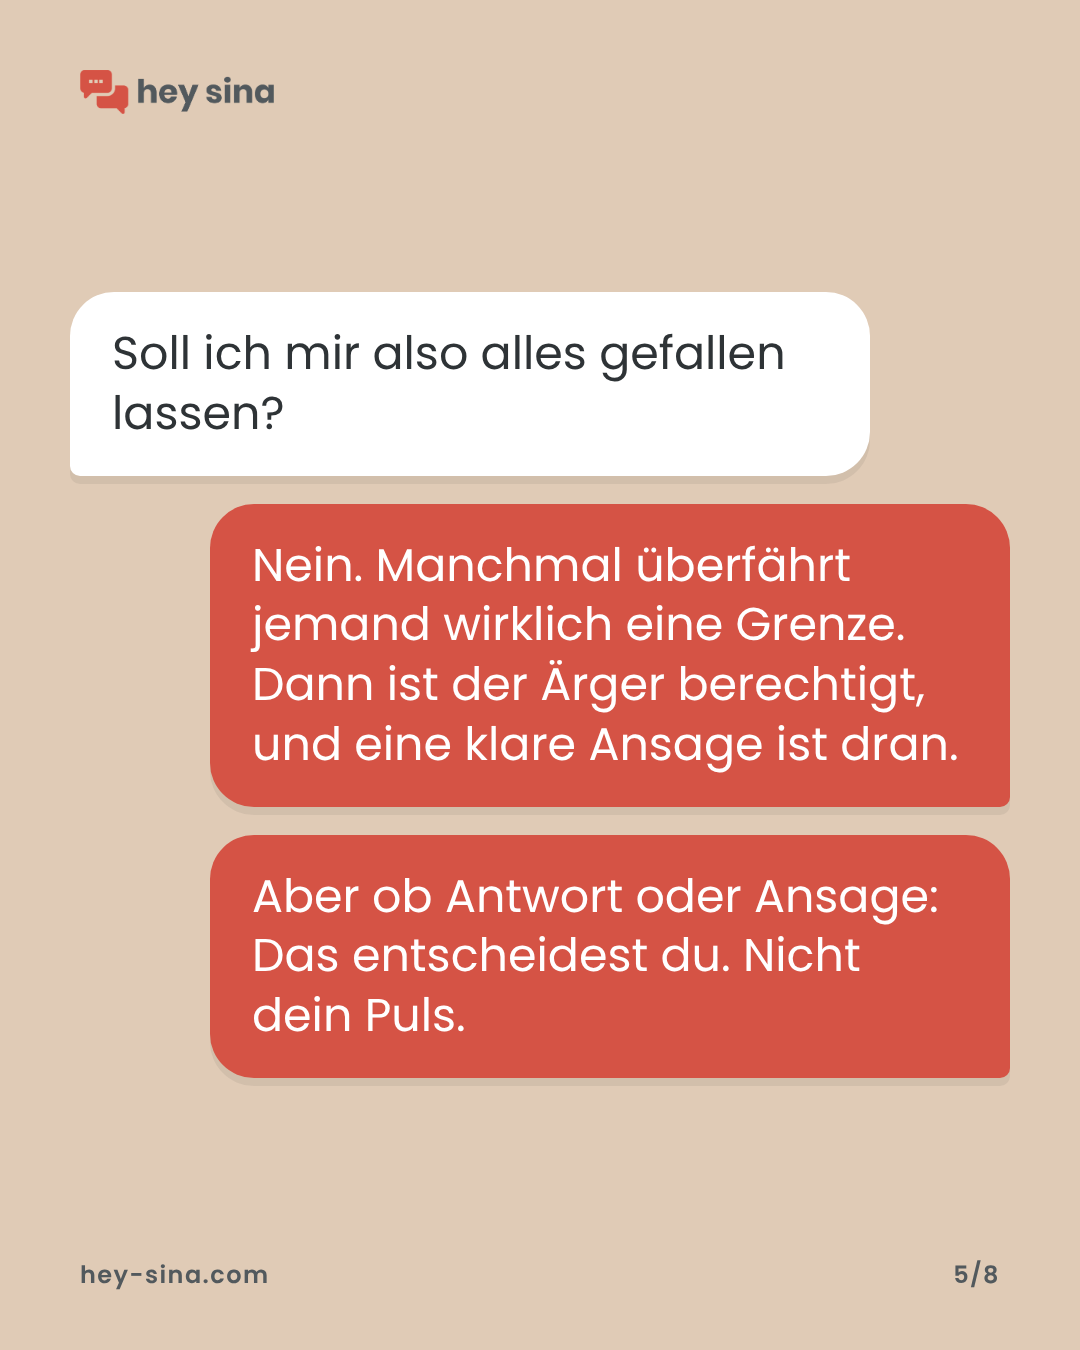 hey sina
Soll ich mir also alles gefallen
lassen?
Nein. Manchmal überfährt
jemand wirklich eine Grenze.
Dann ist der Ärger berechtigt,
und eine klare Ansage ist dran.
Aber ob Antwort oder Ansage:
Das entscheidest du. Nicht
dein Puls.
hey-sina.com
5/8